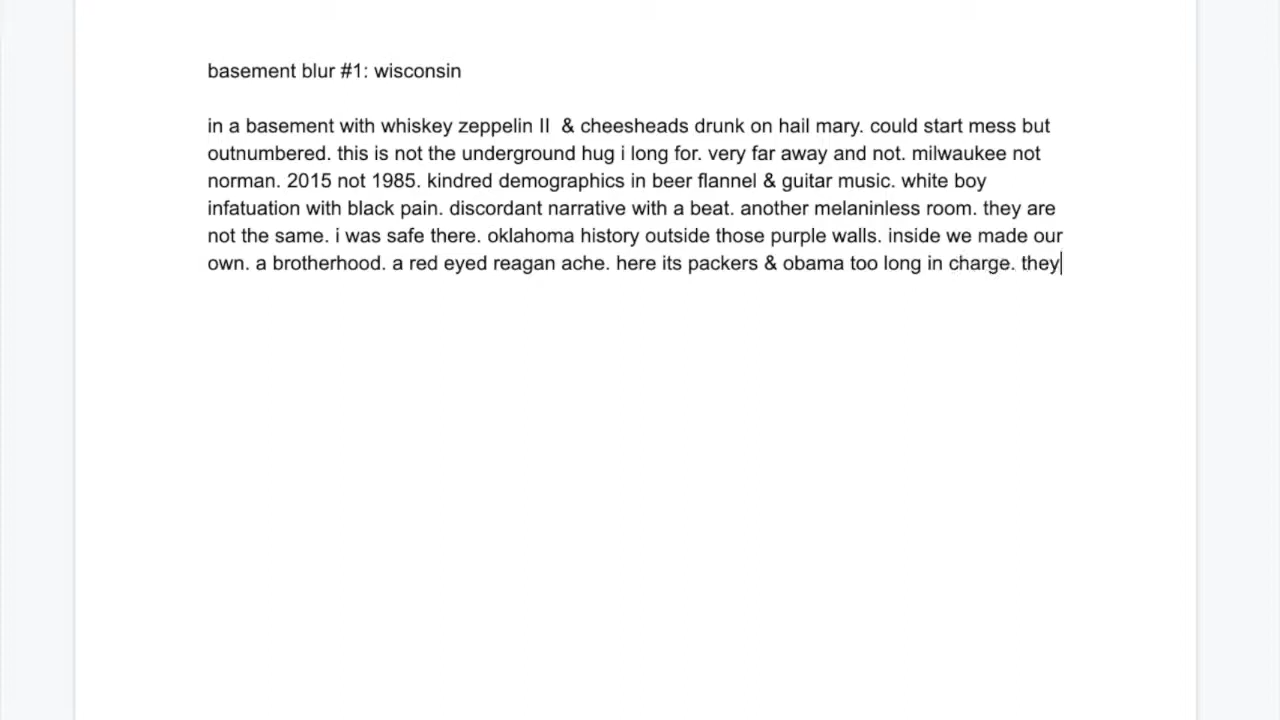 basement blur #1: wisconsin
in a basement with whiskey zeppelin II  & cheesheads drunk on hail mary. could start mess but
outnumbered. this is not the underground hug i long for. very far away and not. milwaukee not
norman. 2015 not 1985. kindred demographics in beer flannel & guitar music. white boy
infatuation with black pain. discordant narrative with a beat. another melaninless room. they are
not the same. i was safe there. oklahoma history outside those purple walls. inside we made our
own. a brotherhood. a red eyed reagan ache. here its packers & obama too long in charge. they